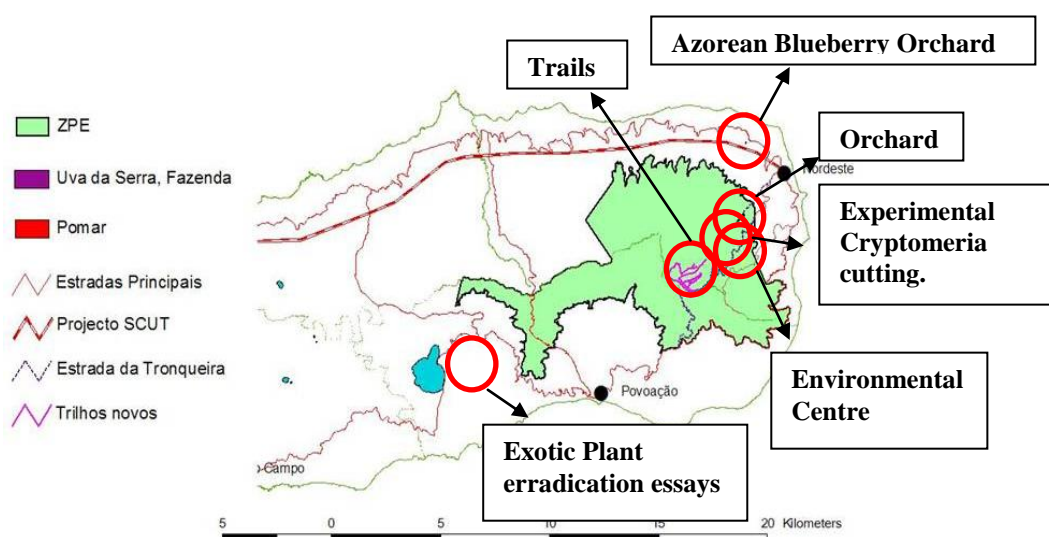 Azorean Blueberry Orchard
Trails
Orchard
ZPE
Uva da Serra, Fazenda
Pomar
Estradas Principais
Projecto SCUT
Estrada da Tronqueira
Trilhos novos
Nordeste
Experimental
Cryptomeria
cutting.
Environmental
Centre
Povoação
Exotic Plant
erradication essays
Campo
5 0 5 10 15 20 Kilometers